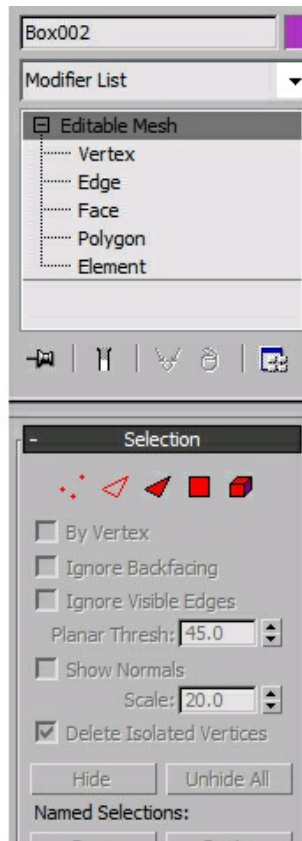 Box002
Modifier List
Editable Mesh
Vertex
Edge
Face
Polygon
Element
- Selection
By Vertex
Ignore Backfacing
Ignore Visible Edges
Planar Thresh: 45.0
Show Normals
Scale: 20.0
Delete Isolated Vertices
Hide Unhide All
Named Selections: